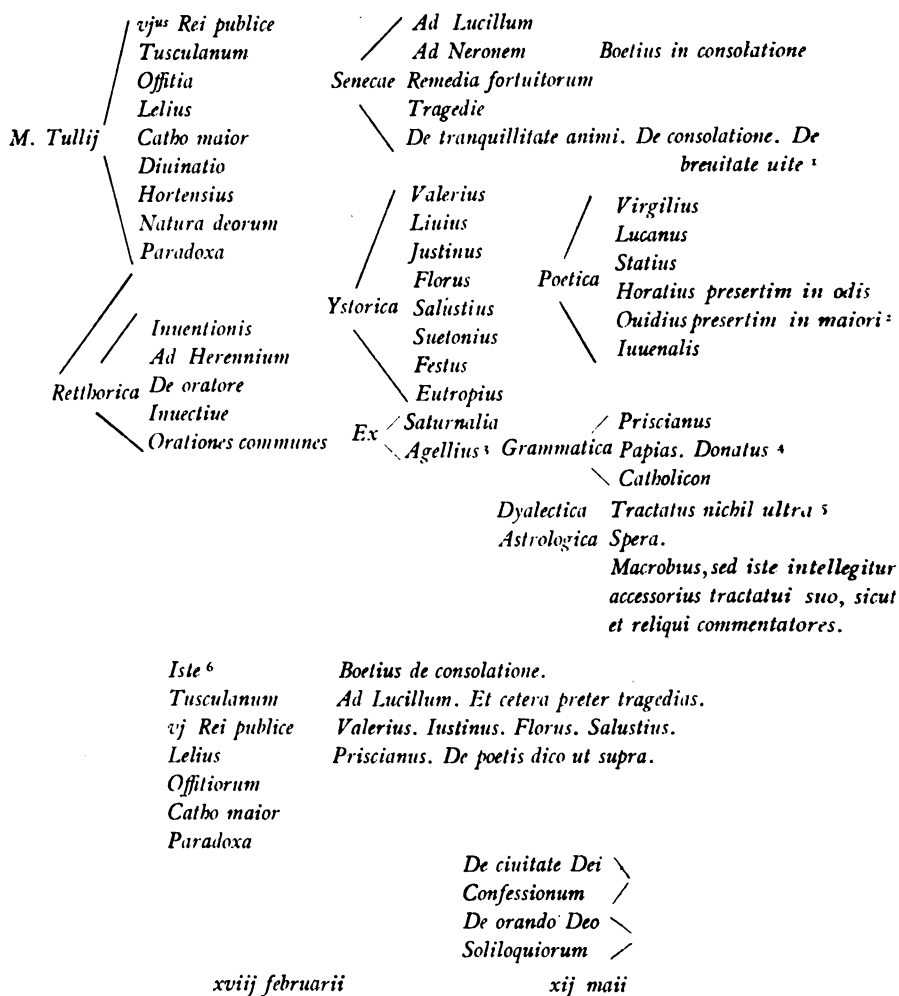 vjus Rei publice
Tusculanum
Offitia
Lelius
M. Tullij Catho maior
Diuinatio
Hortensius
Natura deorum
Paradoxa
Ad Lucillum
Ad Neronem
Senecae Remedia fortuitorum
Tragedie
De tranquillitate animi. De consolatione. De
breuitate uite 1
Boetius in consolatione
Valerius
Liuius
Justinus
Florus
Ystorica Salustius
Suetonius
Festus
Eutropius
Virgilius
Lucanus
Statius
Poetica Horatius presertim in odis
Ouidius presertim in maiori 2
Iuuenalis
Inuentionis
Ad Herennium
Retthorica De oratore
Inuectiue
Orationes communes
Ex Saturnalia
Agellius 3
Priscianus
Grammatica Papias. Donatus 4
Catholicon
Dyalectica Tractatus nichil ultra 5
Astrologica Spera.
Macrobius, sed iste intellegitur
accessorius tractatui suo, sicut
et reliqui commentatores.
Iste 6 Boetius de consolatione.
Tusculanum Ad Lucillum. Et cetera preter tragedias.
vj Rei publice Valerius. Iustinus. Florus. Salustius.
Lelius Priscianus. De poetis dico ut supra.
Offitiorum
Catho maior
Paradoxa
De ciuitate Dei
Confessionum
De orando Deo
Soliloquiorum
xviij februarii xij maii